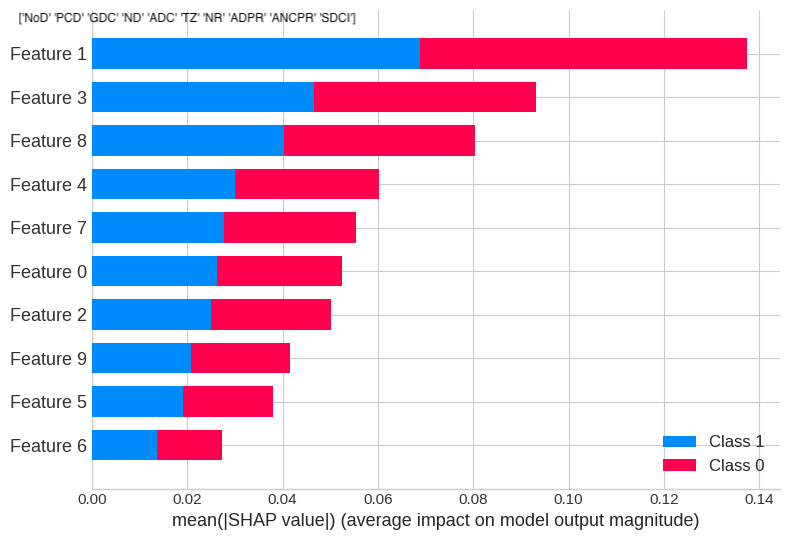 ['NoD' 'PCD' 'GDC' 'ND' 'ADC' 'TZ' 'NR' 'ADPR' 'ANCPR' 'SDCI']
Feature 1
Feature 3
Feature 8
Feature 4
Feature 7
Feature 0
Feature 2
Feature 9
Feature 5
Feature 6
Class 1
Class 0
0.00 0.02 0.04 0.06 0.08 0.10 0.12 0.14
mean(|SHAP value|) (average impact on model output magnitude)